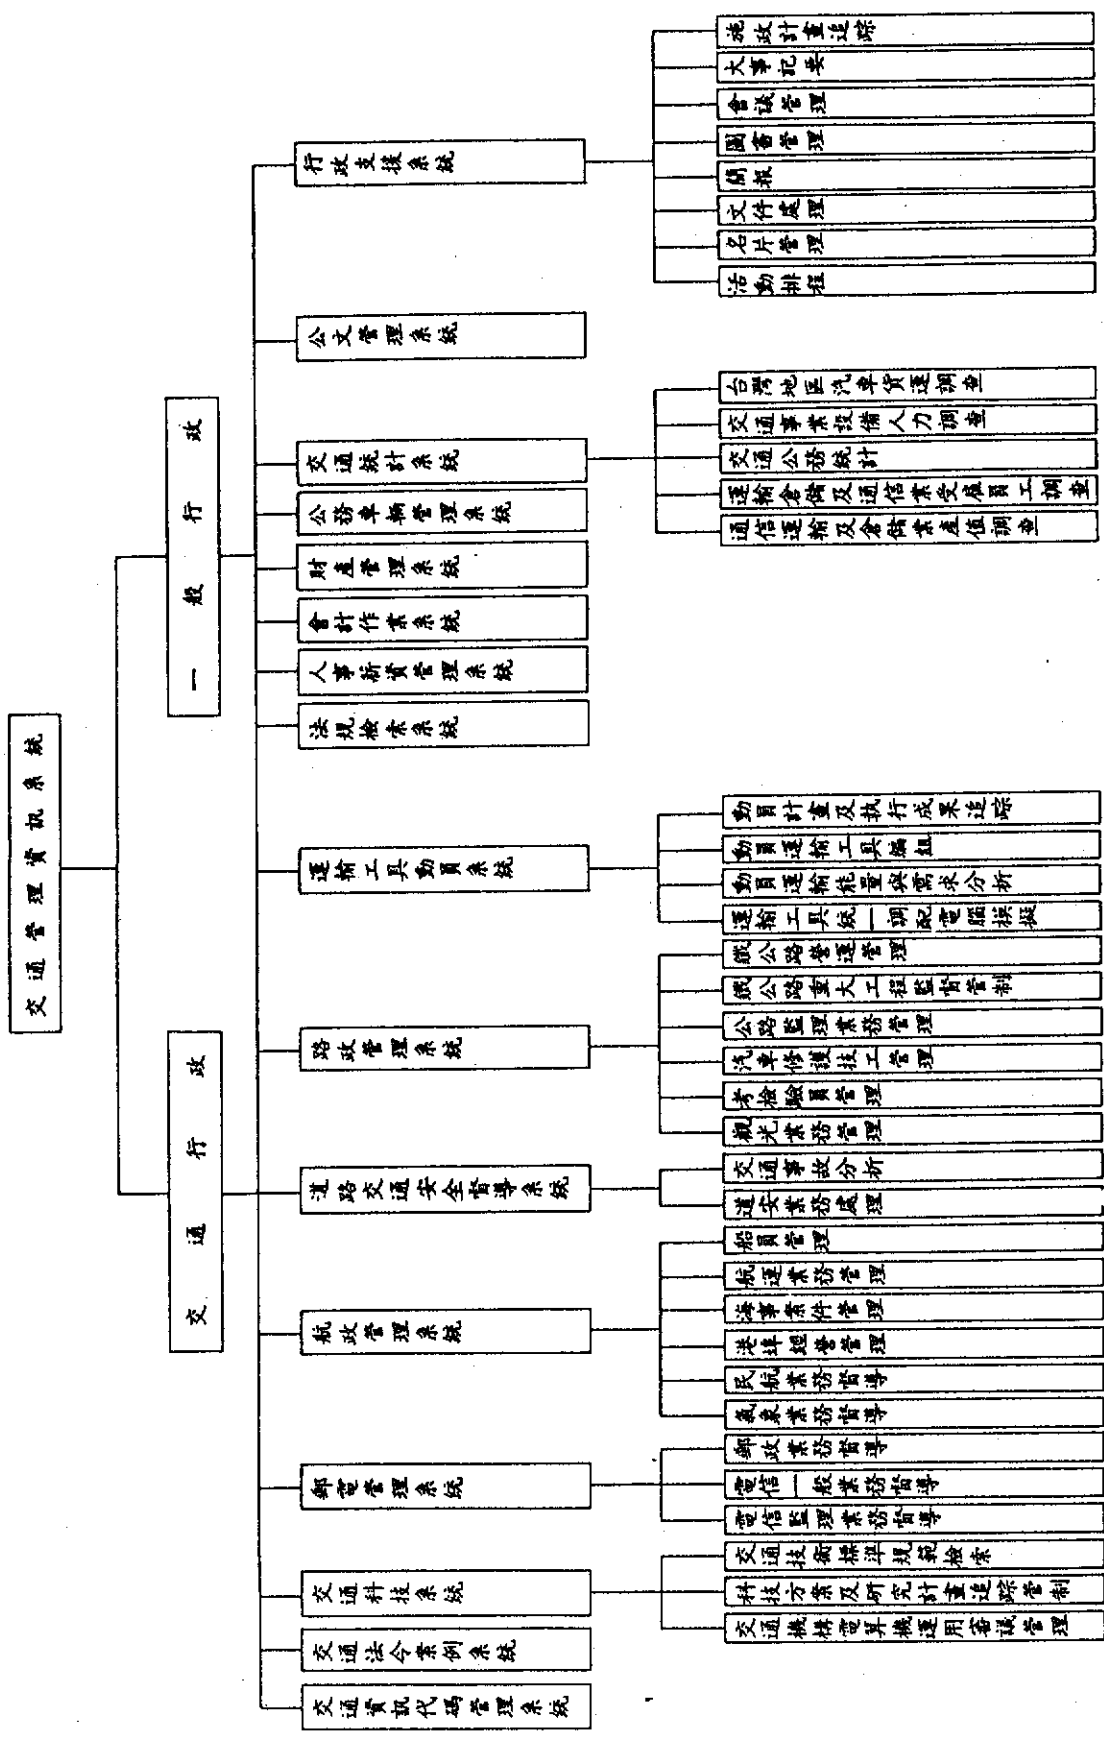 交通管理資訊系統
交通行政
一般行政
交通資訊代碼管理系統
交通法令案例系統
交通科技系統
郵電管理系統
航政管理系統
道路交通安全督導系統
路政管理系統
運輸工具動員系統
法規檢索系統
人事薪資管理系統
會計作業系統
財產管理系統
公務車輛管理系統
交通統計系統
公文管理系統
行政支援系統
交通機構電算機運用審議管理
科技方案及研究計畫追踪管制
交通技術標準規範檢索
電信監理業務督導
電信一般業務督導
郵政業務督導
氣象業務督導
民航業務督導
港埠經營管理
海事案件管理
航運業務管理
船員管理
道安業務處理
交通事故分析
觀光業務管理
考檢驗員管理
汽車修護技工管理
公路監理業務管理
鐵公路重大工程監督管制
鐵公路營運管理
運輸工具統一調配電腦模擬
動員運輸能量與需求分析
動員運輸工具編組
動員計畫及執行成果追踪
通信運輸及倉儲業產值調查
運輸倉儲及通信業受雇員工調查
交通公務統計
交通事業設備人力調查
台灣地區汽車貨運調查
活動排程
名片管理
文件處理
簡報
圖書管理
會議管理
大事記要
施政計畫追踪